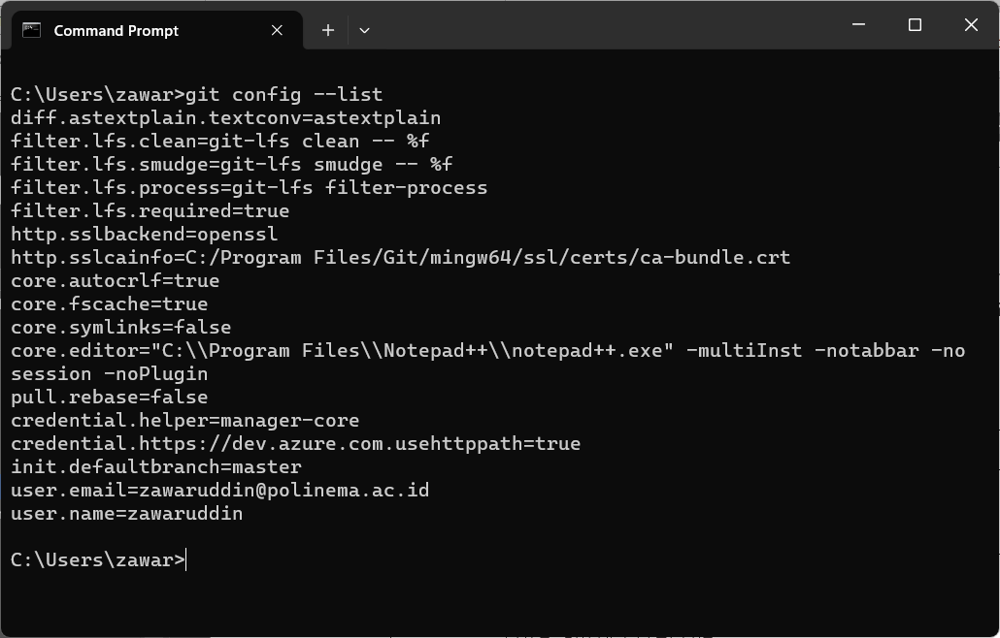 Command Prompt
C:\Users\zawar>git config --list
diff.astextplain.textconv=astextplain
filter.lfs.clean=git-lfs clean -- %f
filter.lfs.smudge=git-lfs smudge -- %f
filter.lfs.process=git-lfs filter-process
filter.lfs.required=true
http.sslbackend=openssl
http.sslcainfo=C:/Program Files/Git/mingw64/ssl/certs/ca-bundle.crt
core.autocrlf=true
core.fscache=true
core.symlinks=false
core.editor="C:\\Program Files\\Notepad++\\notepad++.exe" -multiInst -notabbar -no
session -noPlugin
pull.rebase=false
credential.helper=manager-core
credential.https://dev.azure.com.usehttppath=true
init.defaultbranch=master
user.email=zawaruddin@polinema.ac.id
user.name=zawaruddin
C:\Users\zawar>